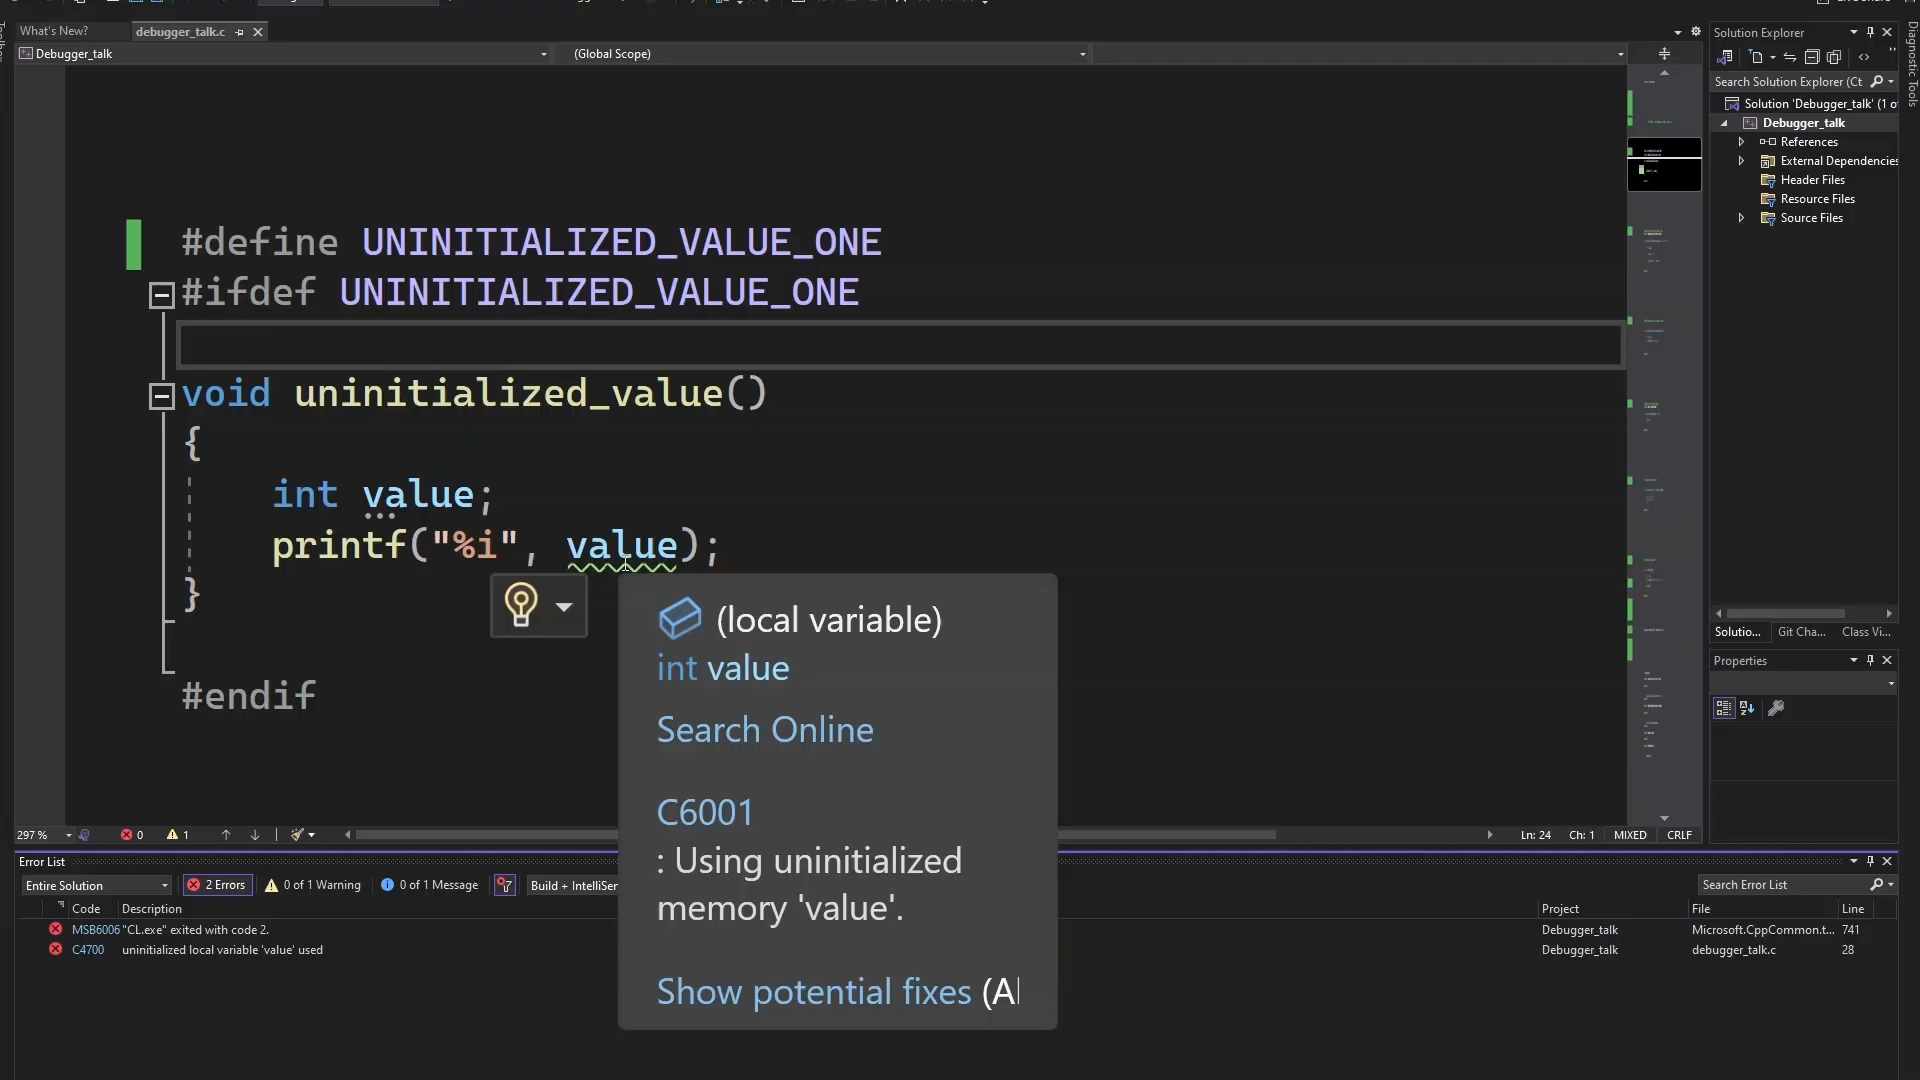 What's New?
debugger_talk.c
Debugger_talk
(Global Scope)
#define UNINITIALIZED_VALUE_ONE
#ifdef UNINITIALIZED_VALUE_ONE
void uninitialized_value()
{
int value;
printf("%i", value);
}
#endif
(local variable)
int value
Search Online
C6001
: Using uninitialized
memory 'value'.
Show potential fixes (Al
297 %
0
1
Ln: 24
Ch: 1
MIXED
CRLF
Error List
Entire Solution
2 Errors
0 of 1 Warning
0 of 1 Message
Build + IntelliSen
Search Error List
Code Description Project File Line
MSB6006 "CL.exe" exited with code 2. Debugger_talk Microsoft.CppCommon.t... 741
C4700 uninitialized local variable 'value' used Debugger_talk debugger_talk.c 28
Solution Explorer
Search Solution Explorer (Ct
Solution 'Debugger_talk' (1 o
Debugger_talk
References
External Dependencies
Header Files
Resource Files
Source Files
Solutio...
Git Cha...
Class Vi...
Properties
Diagnostic Tools